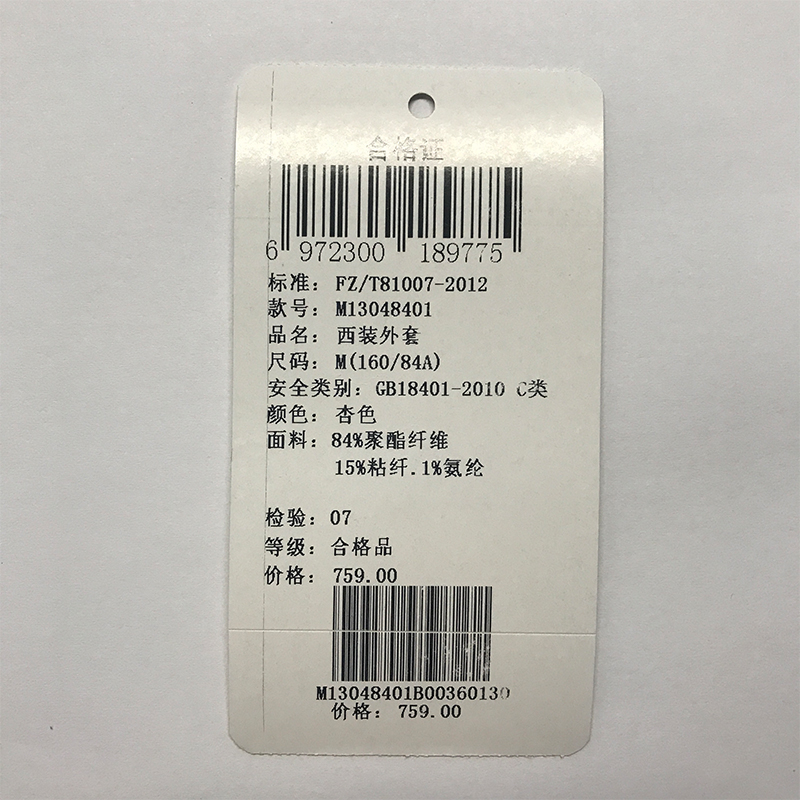 合格证
6 972300 189775
标准: FZ/T81007-2012
款号: M13048401
品名: 西装外套
尺码: M(160/84A)
安全类别: GB18401-2010 C类
颜色: 杏色
面料: 84%聚酯纤维
15%粘纤.1%氨纶
检验: 07
等级: 合格品
价格: 759.00
M13048401B00360130
价格: 759.00